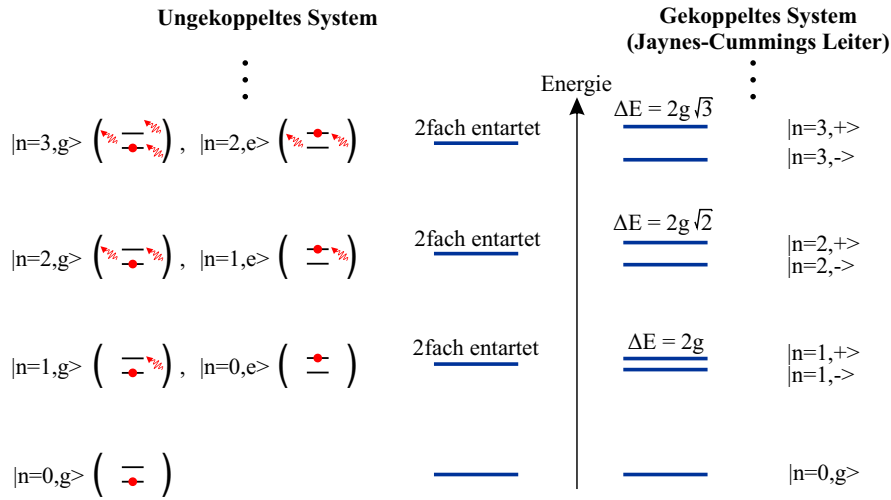 Ungekoppeltes System
Gekoppeltes System
(Jaynes-Cummings Leiter)
Energie
|n=3,g> ( ) , |n=2,e> ( )
2fach entartet
ΔE = 2g√3
|n=3,+>
|n=3,->
|n=2,g> ( ) , |n=1,e> ( )
2fach entartet
ΔE = 2g√2
|n=2,+>
|n=2,->
|n=1,g> ( ) , |n=0,e> ( )
2fach entartet
ΔE = 2g
|n=1,+>
|n=1,->
|n=0,g> ( )
|n=0,g>